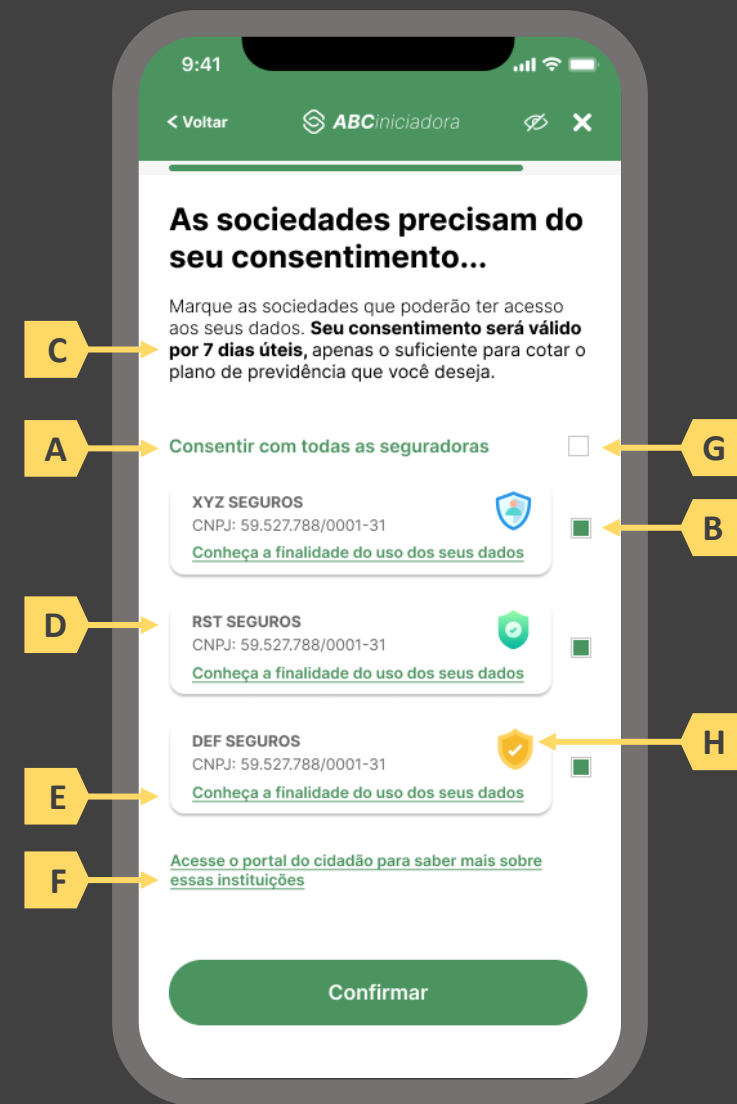 9:41
< Voltar ABCiniciadora
As sociedades precisam do
seu consentimento...
Marque as sociedades que poderão ter acesso
aos seus dados. Seu consentimento será válido
C
por 7 dias úteis, apenas o suficiente para cotar o
plano de previdência que você deseja.
A Consentir com todas as seguradoras G
XYZ SEGUROS
CNPJ: 59.527.788/0001-31 B
Conheça a finalidade do uso dos seus dados
D RST SEGUROS
CNPJ: 59.527.788/0001-31
Conheça a finalidade do uso dos seus dados
DEF SEGUROS H
CNPJ: 59.527.788/0001-31
E Conheça a finalidade do uso dos seus dados
Acesse o portal do cidadão para saber mais sobre
F essas instituições
Confirmar